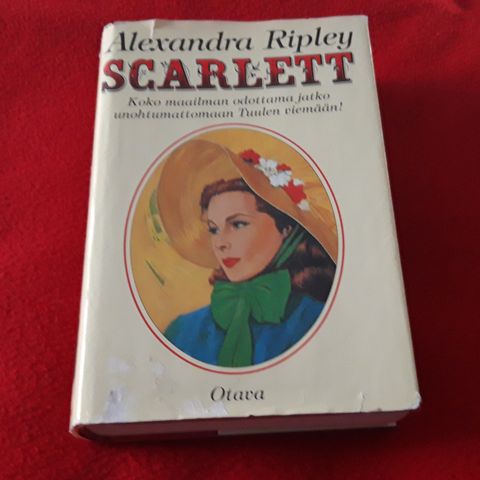 Alexandra Ripley
SCARLETT
Koko maailman odottama jatko
unohtumattomaan Tuulen viemään!
Otava